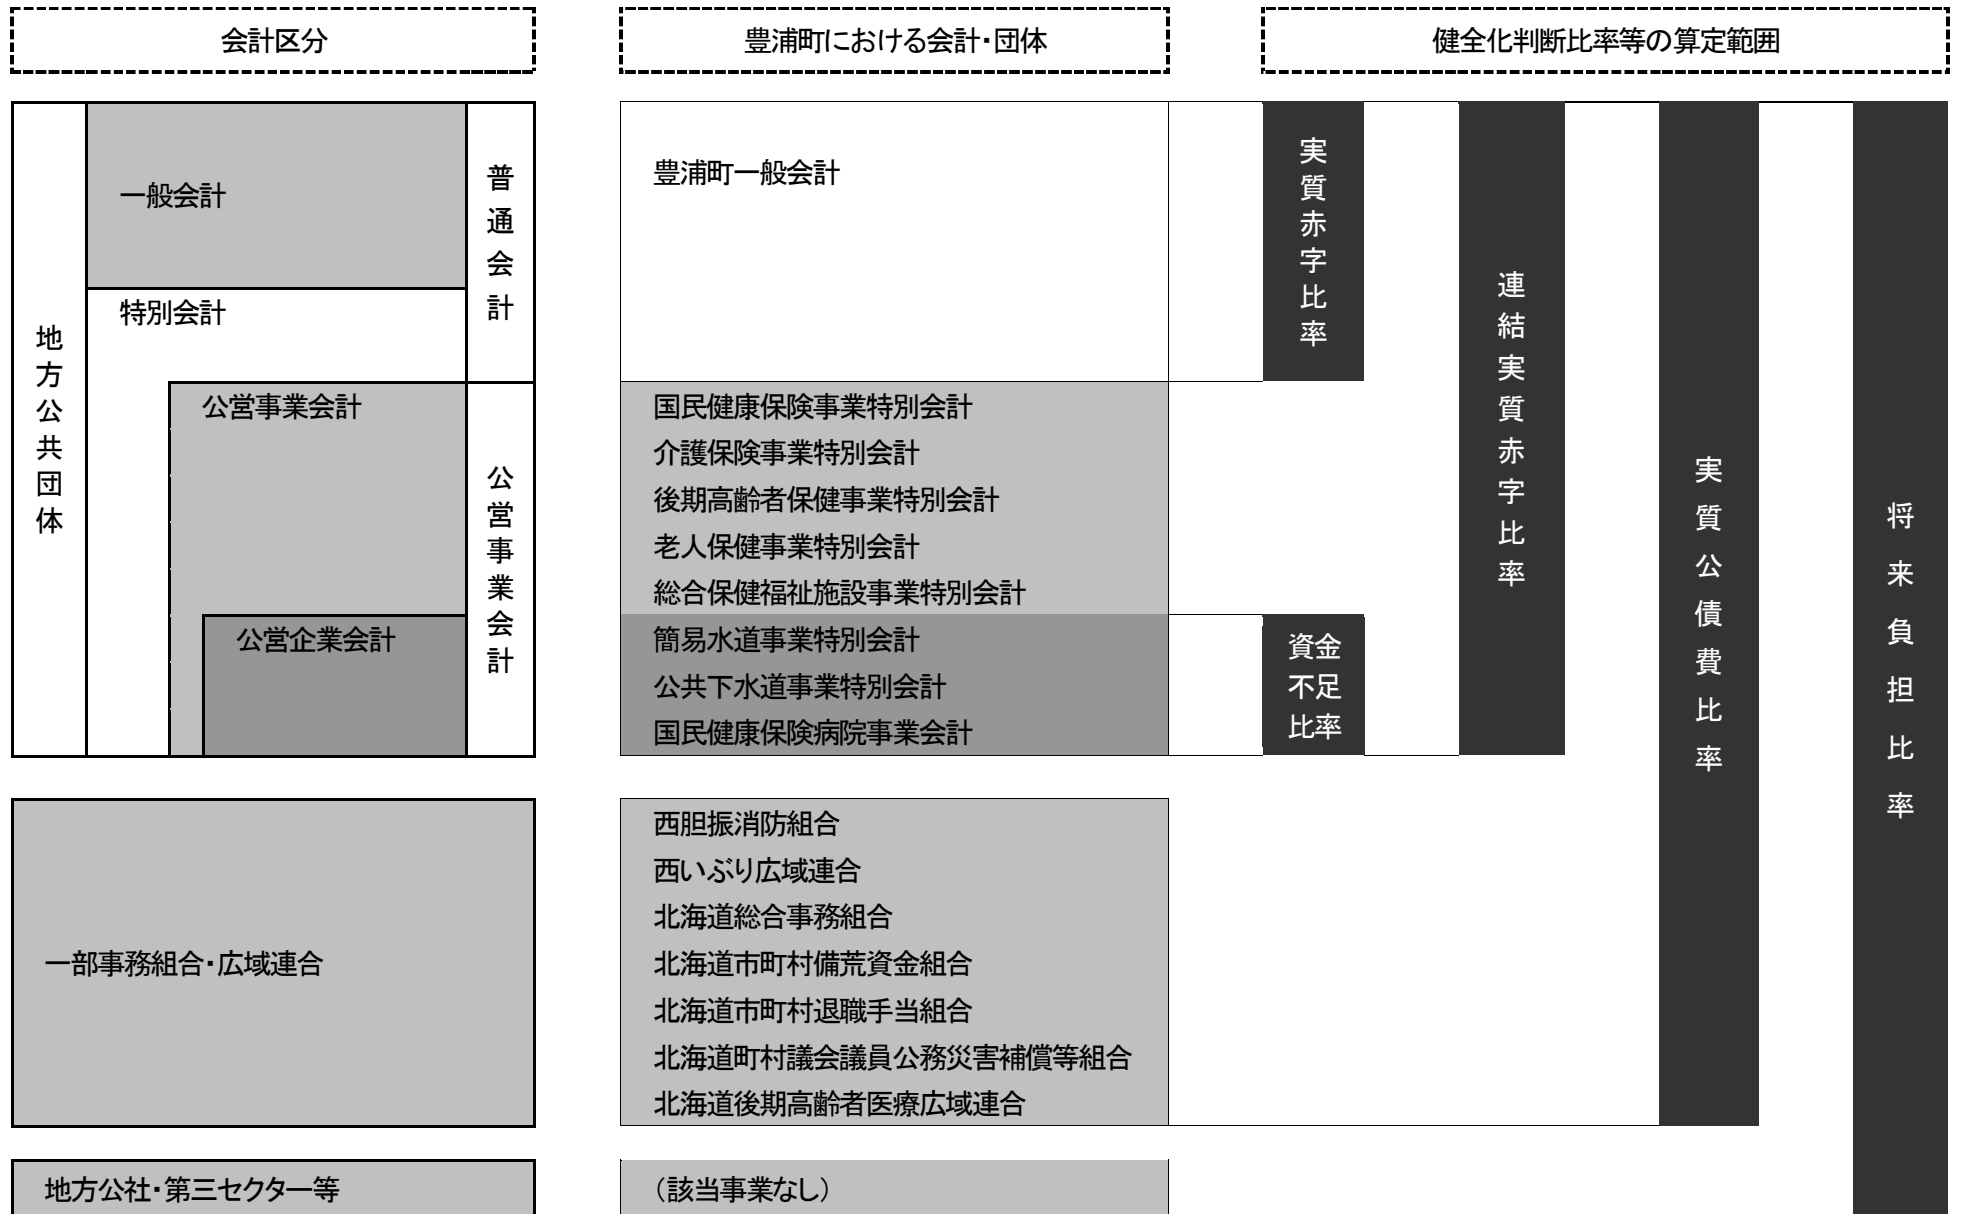 会計区分
豊浦町における会計・団体
健全化判断比率等の算定範囲
地方公共団体
一般会計
普通会計
特別会計
公営事業会計
公営事業会計
公営企業会計
豊浦町一般会計
国民健康保険事業特別会計
介護保険事業特別会計
後期高齢者保健事業特別会計
老人保健事業特別会計
総合保健福祉施設事業特別会計
簡易水道事業特別会計
公共下水道事業特別会計
国民健康保険病院事業会計
実質赤字比率
資金
不足
比率
連結実質赤字比率
実質公債費比率
将来負担比率
一部事務組合・広域連合
西胆振消防組合
西いぶり広域連合
北海道総合事務組合
北海道市町村備荒資金組合
北海道市町村退職手当組合
北海道町村議会議員公務災害補償等組合
北海道後期高齢者医療広域連合
地方公社・第三セクター等
（該当事業なし）